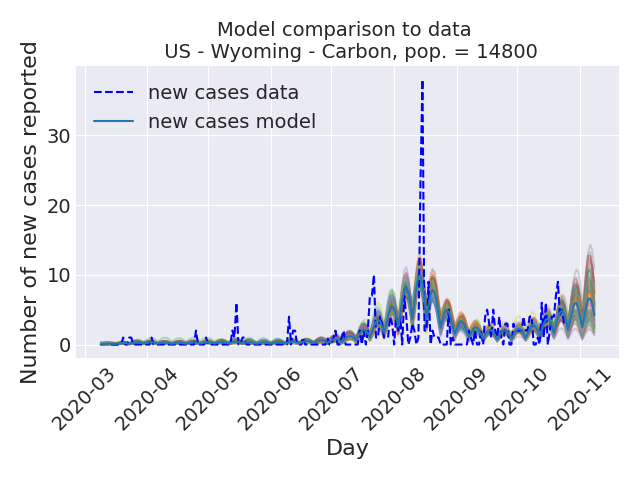 Model comparison to data
US - Wyoming - Carbon, pop. = 14800
Number of new cases reported
new cases data
new cases model
30
20
10
0
2020-03
2020-04
2020-05
2020-06
2020-07
2020-08
2020-09
2020-10
2020-11
Day